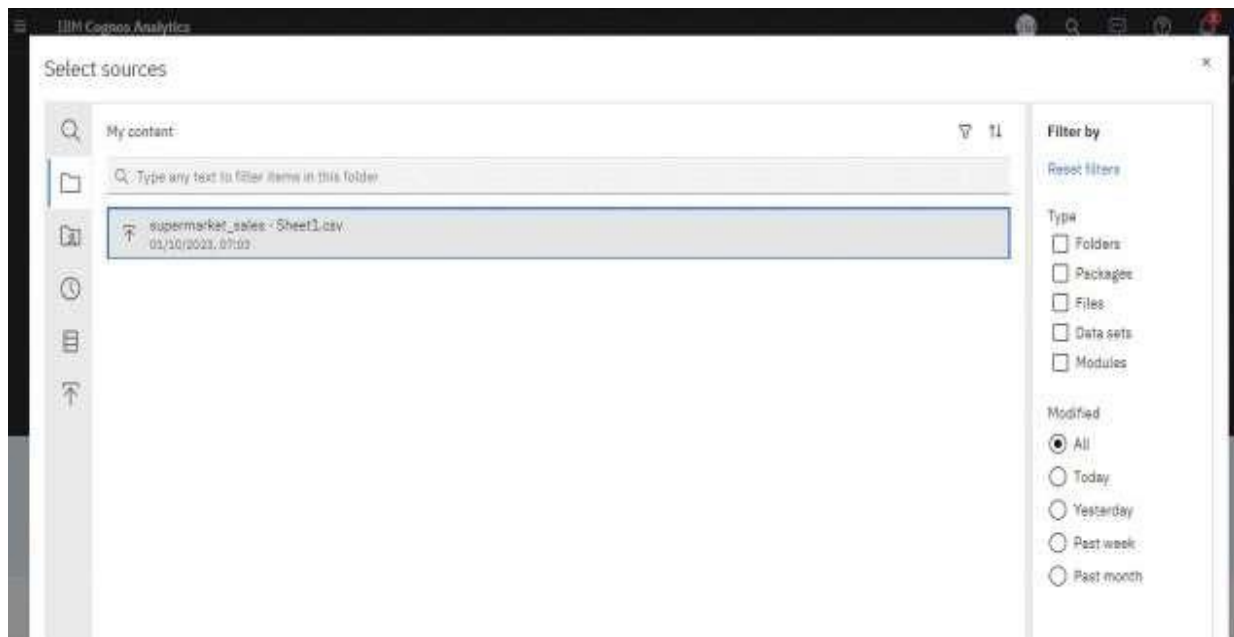 IBM Cognos Analytics
Select sources
My content
Type any text to filter items in this folder
supermarket_sales - Sheet1.csv
01/10/2023, 07:03
Filter by
Reset filters
Type
Folders
Packages
Files
Data sets
Modules
Modified
All
Today
Yesterday
Past week
Past month